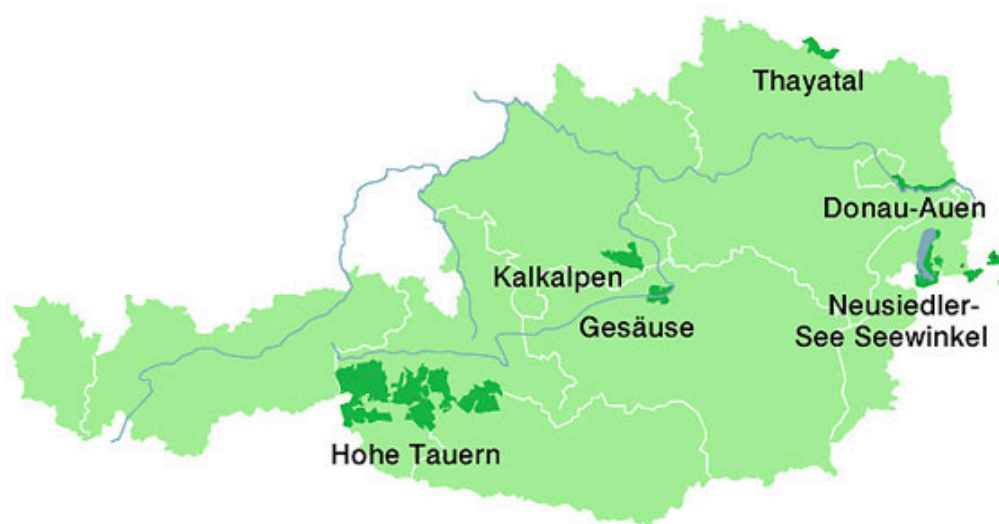 Thayatal
Donau-Auen
Kalkalpen
Gesäuse
Neusiedler-
See Seewinkel
Hohe Tauern